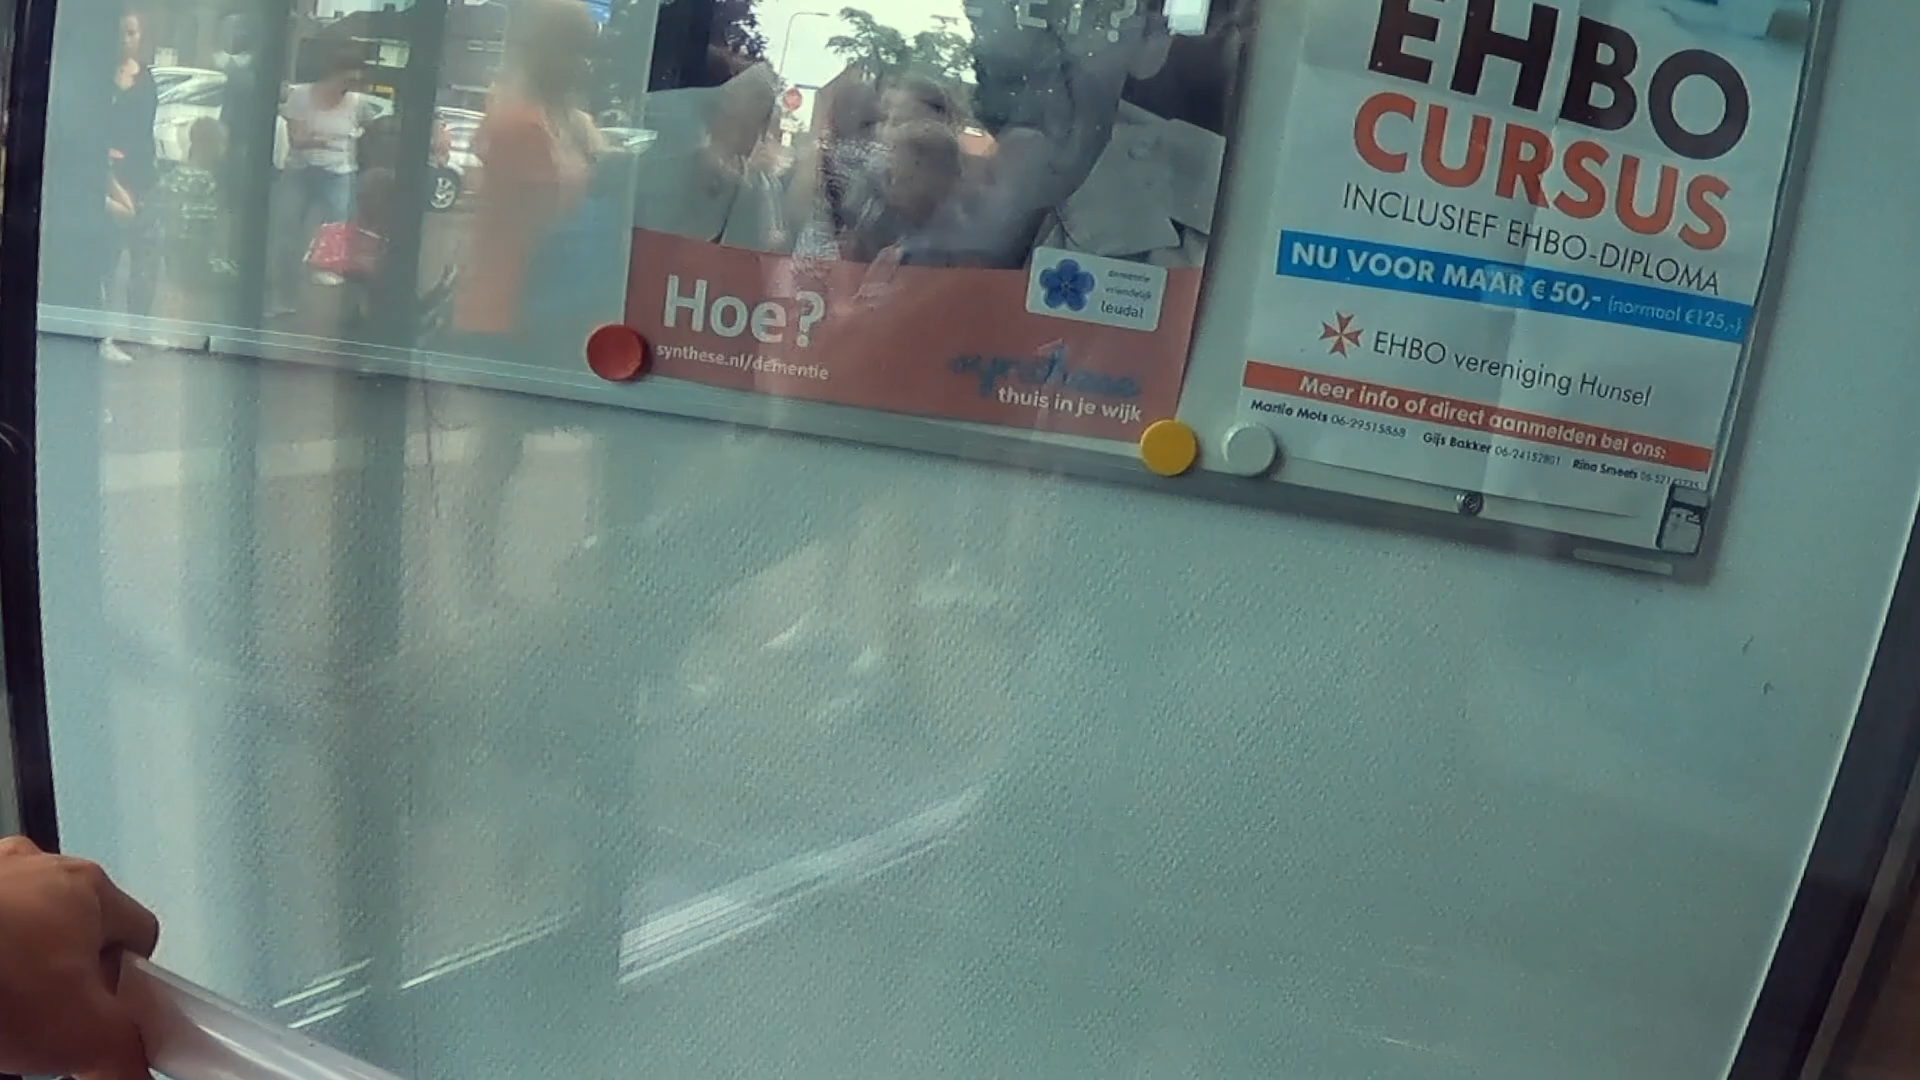 Hoe?
synthese.nl/dementie
dementie
vriendelijk
leudal
synthese
thuis in je wijk
EHBO
CURSUS
INCLUSIEF EHBO-DIPLOMA
NU VOOR MAAR € 50,- (normaal €125,-)
EHBO vereniging Hunsel
Meer info of direct aanmelden bel ons:
06-29515868 Gijs Bakker 06-24152801 Rina Smeets